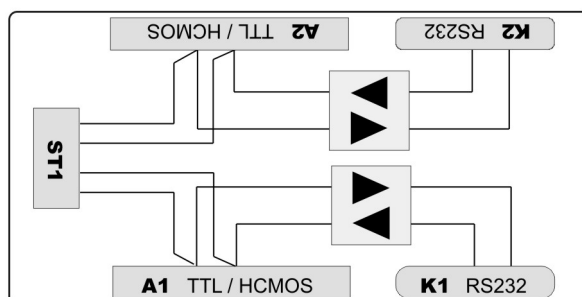 A2 TTL / HCMOS
K2 RS232
ST1
A1 TTL / HCMOS
K1 RS232